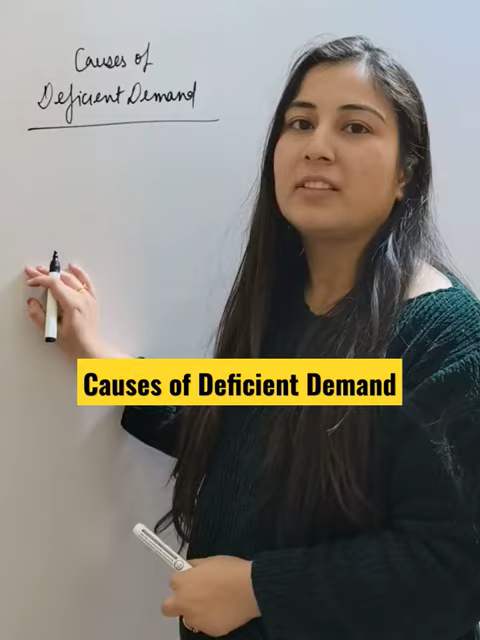 Causes of
Deficient Demand
Causes of Deficient Demand